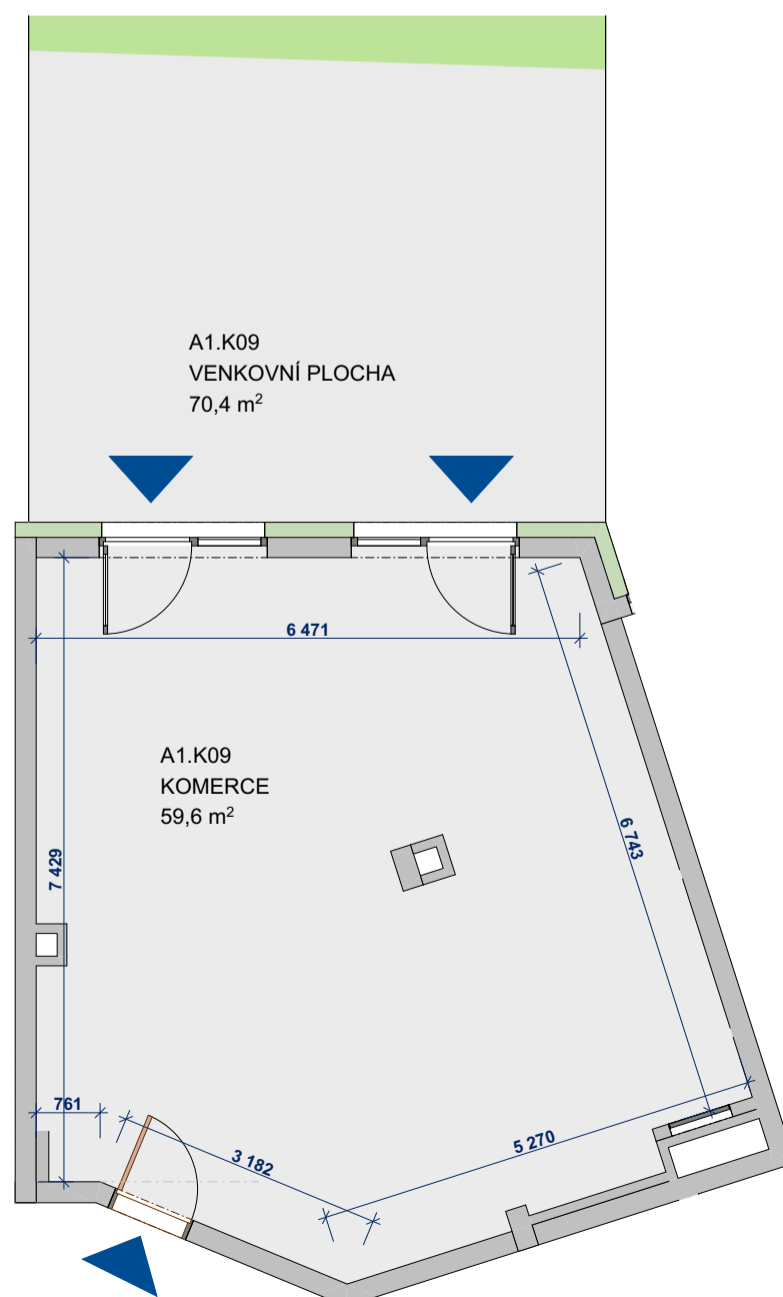 A1.K09
VENKOVNÍ PLOCHA
70,4 m²
6 471
A1.K09
KOMERCE
59,6 m²
6 743
7 429
761
3 182
5 270